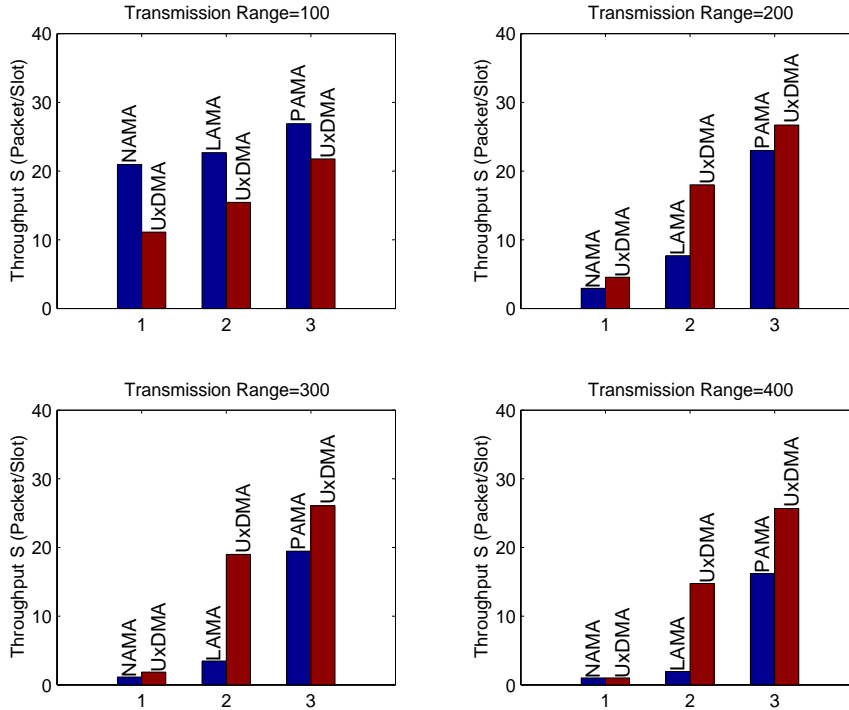 Transmission Range=100
Throughput S (Packet/Slot)
40
30
20
10
0
NAMA
UxDMA
LAMA
UxDMA
PAMA
UxDMA
1
2
3
Transmission Range=200
Throughput S (Packet/Slot)
40
30
20
10
0
NAMA
UxDMA
LAMA
UxDMA
PAMA
UxDMA
1
2
3
Transmission Range=300
Throughput S (Packet/Slot)
40
30
20
10
0
NAMA
UxDMA
LAMA
UxDMA
PAMA
UxDMA
1
2
3
Transmission Range=400
Throughput S (Packet/Slot)
40
30
20
10
0
NAMA
UxDMA
LAMA
UxDMA
PAMA
UxDMA
1
2
3